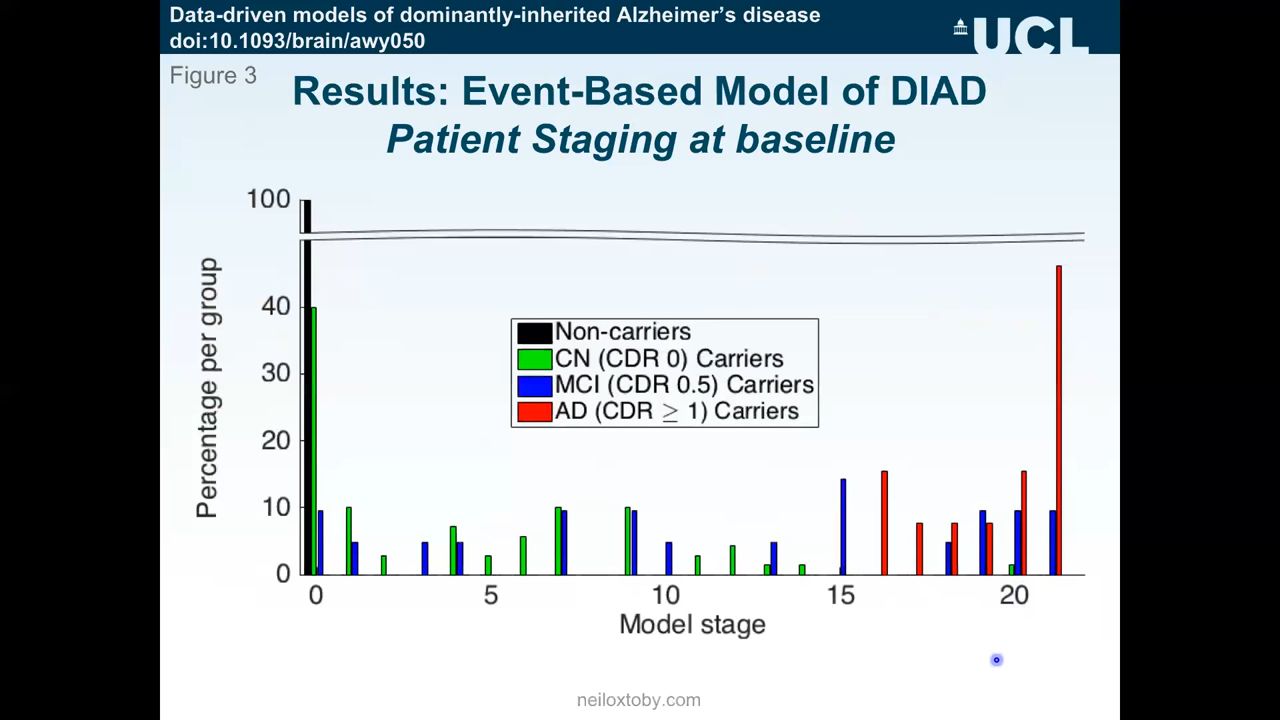 Data-driven models of dominantly-inherited Alzheimer's disease
doi:10.1093/brain/awy050
UCL
Figure 3
Results: Event-Based Model of DIAD
Patient Staging at baseline
Percentage per group
100
40
30
20
10
0
Non-carriers
CN (CDR 0) Carriers
MCI (CDR 0.5) Carriers
AD (CDR ≥ 1) Carriers
0 5 10 15 20
Model stage
neiloxtoby.com